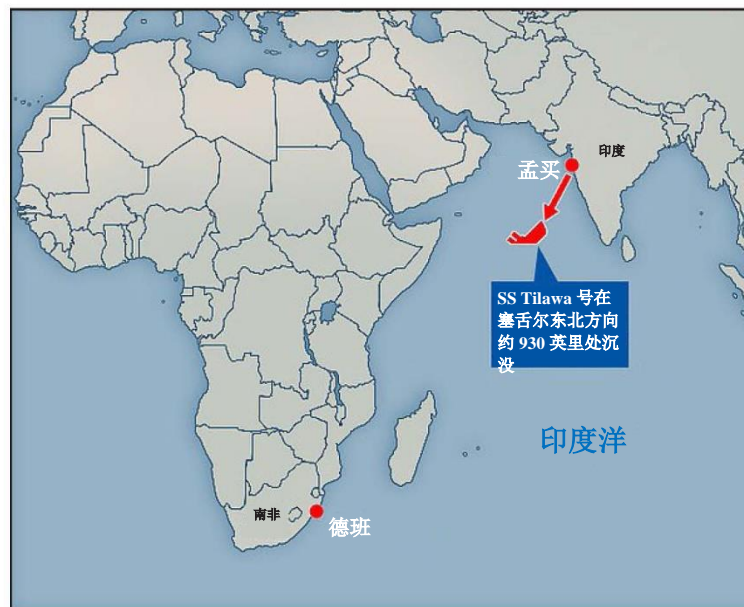 印度
孟买
SS Tilawa 号在
塞舌尔东北方向
约 930 英里处沉
没
印度洋
南非
德班